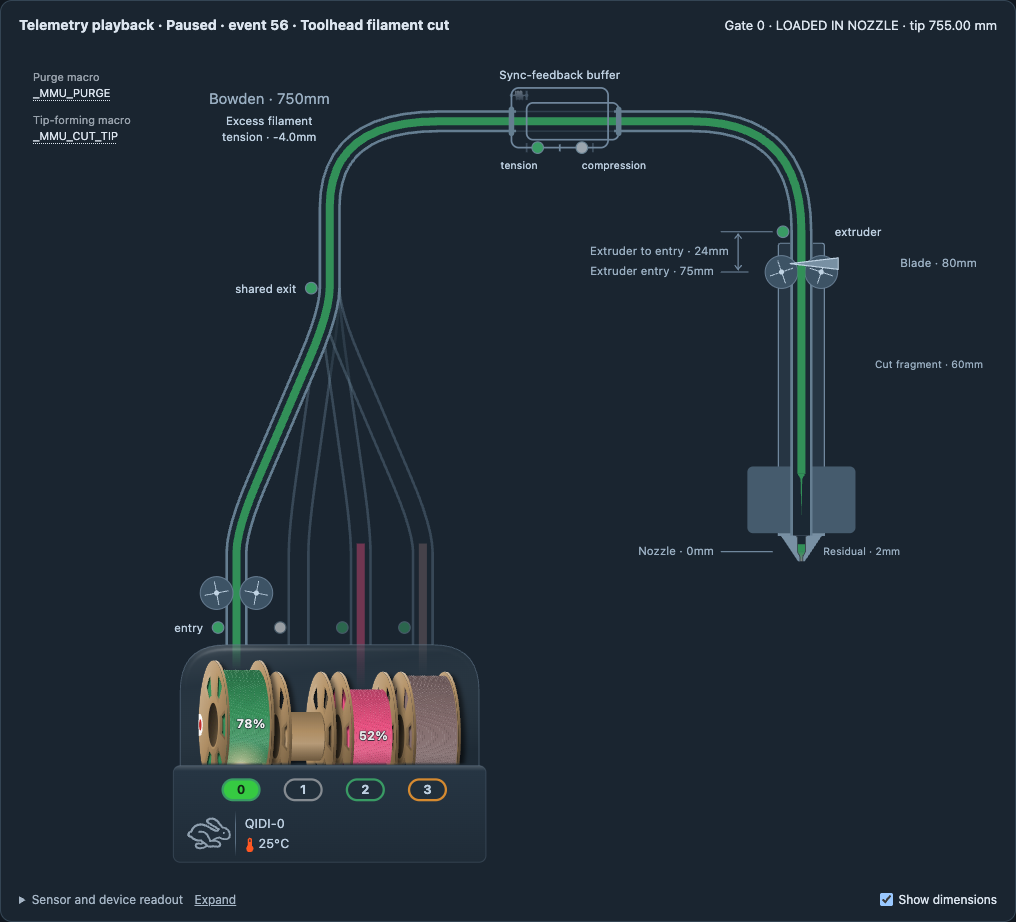 Telemetry playback · Paused · event 56 · Toolhead filament cut
Gate 0 · LOADED IN NOZZLE · tip 755.00 mm
Purge macro
_MMU_PURGE
Tip-forming macro
_MMU_CUT_TIP
Bowden · 750mm
Excess filament
tension · -4.0mm
Sync-feedback buffer
tension
compression
extruder
Extruder to entry · 24mm
Extruder entry · 75mm
Blade · 80mm
shared exit
Cut fragment · 60mm
Nozzle · 0mm
Residual · 2mm
entry
78%
52%
0
1
2
3
QIDI-0
25°C
Sensor and device readout
Expand
Show dimensions